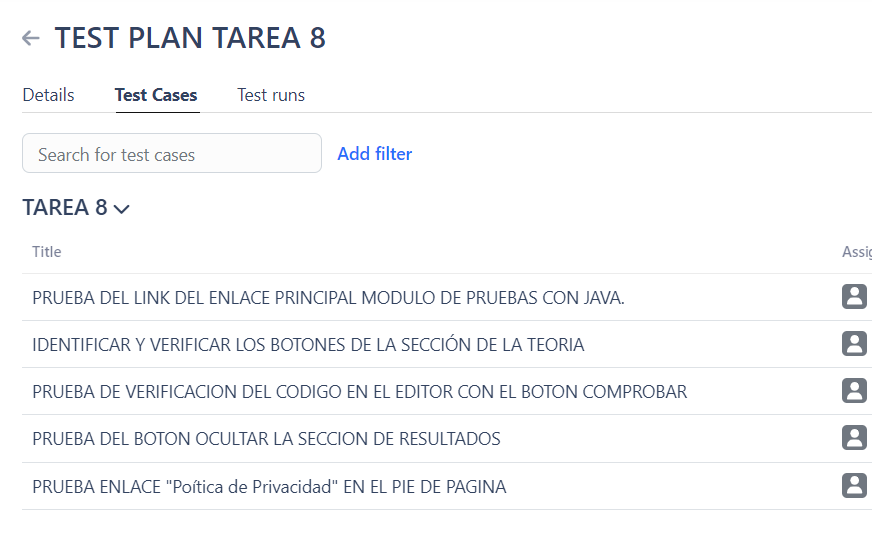 TEST PLAN TAREA 8
Details Test Cases Test runs
Search for test cases Add filter
TAREA 8
Title Assig
PRUEBA DEL LINK DEL ENLACE PRINCIPAL MODULO DE PRUEBAS CON JAVA.
IDENTIFICAR Y VERIFICAR LOS BOTONES DE LA SECCIÓN DE LA TEORIA
PRUEBA DE VERIFICACION DEL CODIGO EN EL EDITOR CON EL BOTON COMPROBAR
PRUEBA DEL BOTON OCULTAR LA SECCION DE RESULTADOS
PRUEBA ENLACE "Poítica de Privacidad" EN EL PIE DE PAGINA